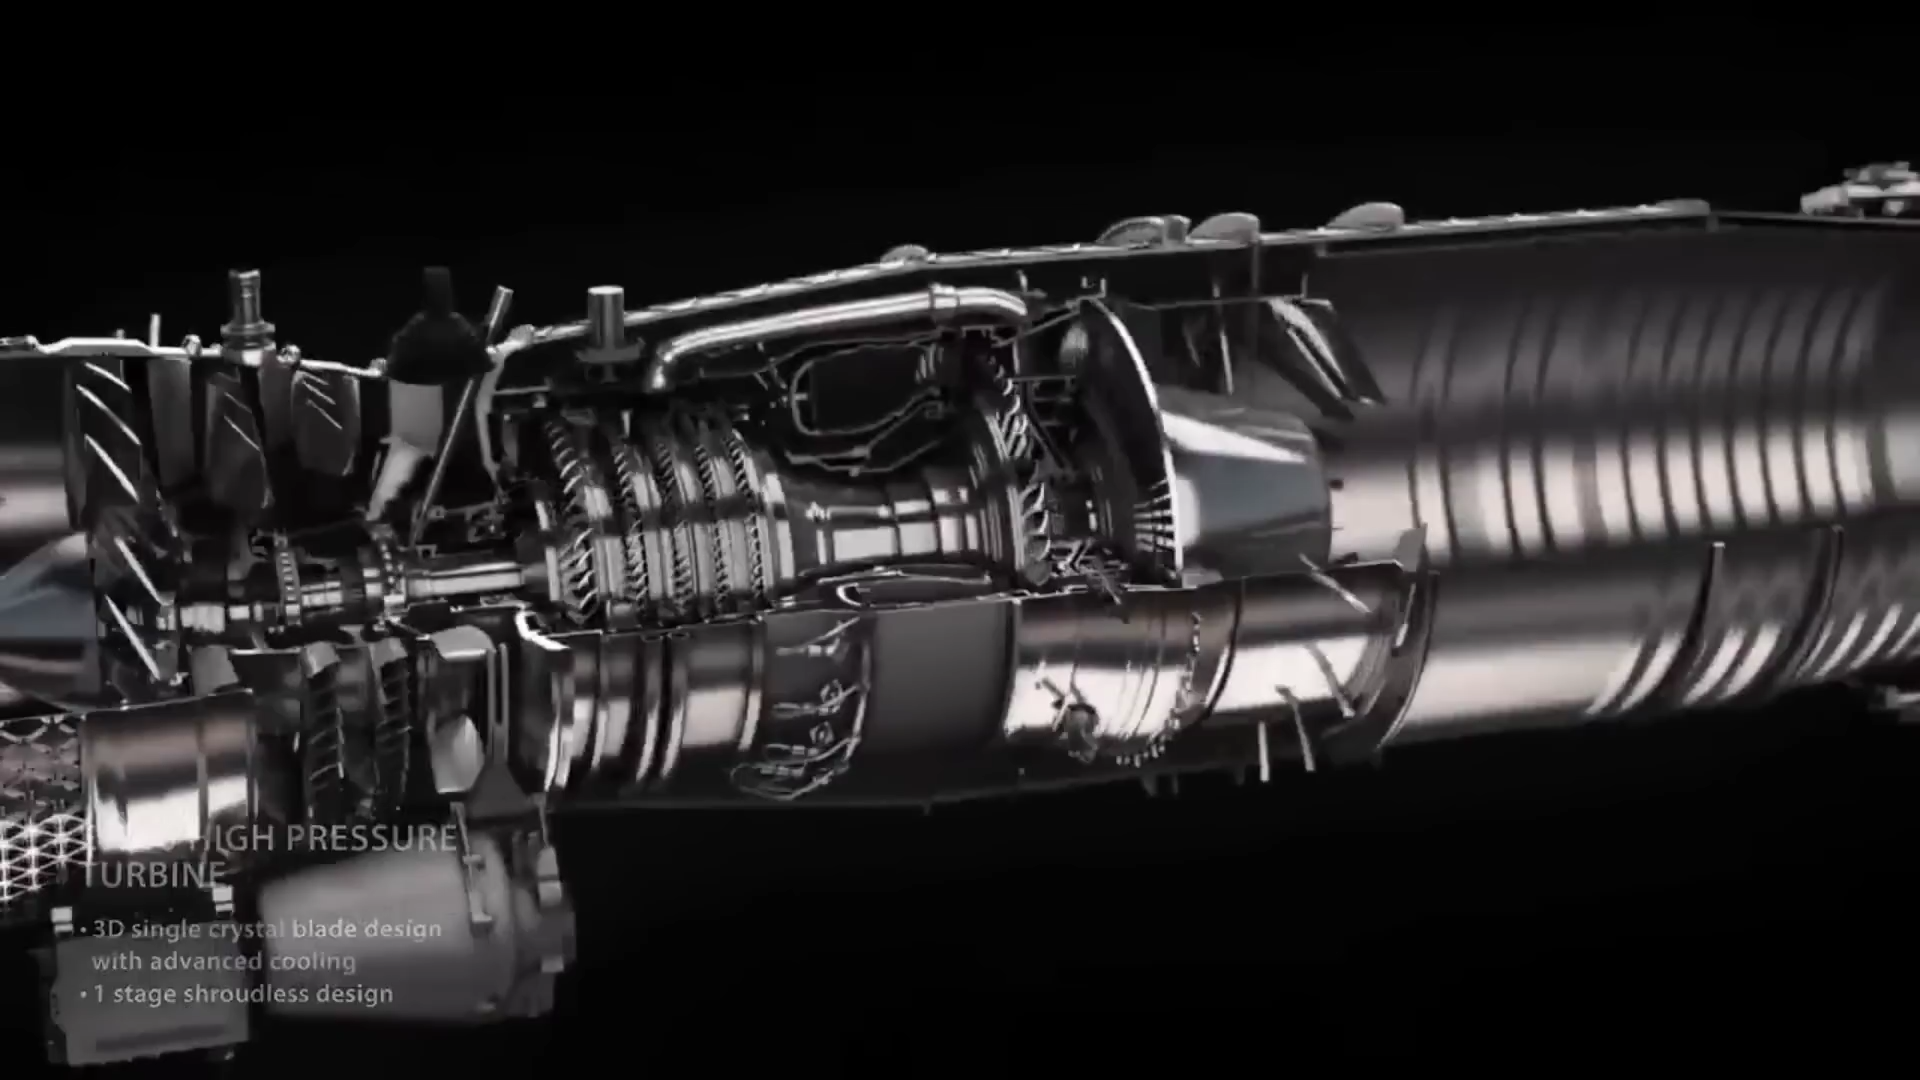 HIGH PRESSURE
TURBINE
• 3D single crystal blade design
with advanced cooling
• 1 stage shroudless design